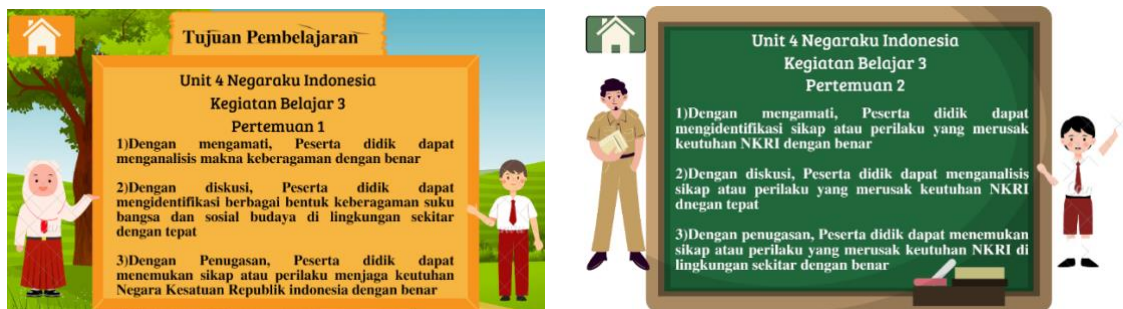 Tujuan Pembelajaran
Unit 4 Negaraku Indonesia
Kegiatan Belajar 3
Pertemuan 1
1)Dengan mengamati, Peserta didik dapat
menganalisis makna keberagaman dengan benar
2)Dengan diskusi, Peserta didik dapat
mengidentifikasi berbagai bentuk keberagaman suku
bangsa dan sosial budaya di lingkungan sekitar
dengan tepat
3)Dengan Penugasan, Peserta didik dapat
menemukan sikap atau perilaku menjaga keutuhan
Negara Kesatuan Republik indonesia dengan benar
Unit 4 Negaraku Indonesia
Kegiatan Belajar 3
Pertemuan 2
1)Dengan mengamati, Peserta didik dapat
mengidentifikasi sikap atau perilaku yang merusak
keutuhan NKRI dengan benar
2)Dengan diskusi, Peserta didik dapat menganalisis
sikap atau perilaku yang merusak keutuhan NKRI
dnegan tepat
3)Dengan penugasan, Peserta didik dapat menemukan
sikap atau perilaku yang merusak keutuhan NKRI di
lingkungan sekitar dengan benar